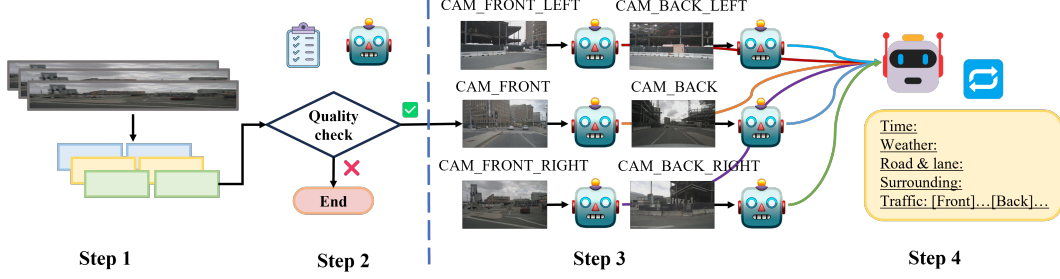 CAM_FRONT_LEFT
CAM_BACK_LEFT
CAM_FRONT
CAM_BACK
CAM_FRONT_RIGHT
CAM_BACK_RIGHT
Quality
check
End
Time:
Weather:
Road & lane:
Surrounding:
Traffic: [Front]…[Back]…
Step 1
Step 2
Step 3
Step 4